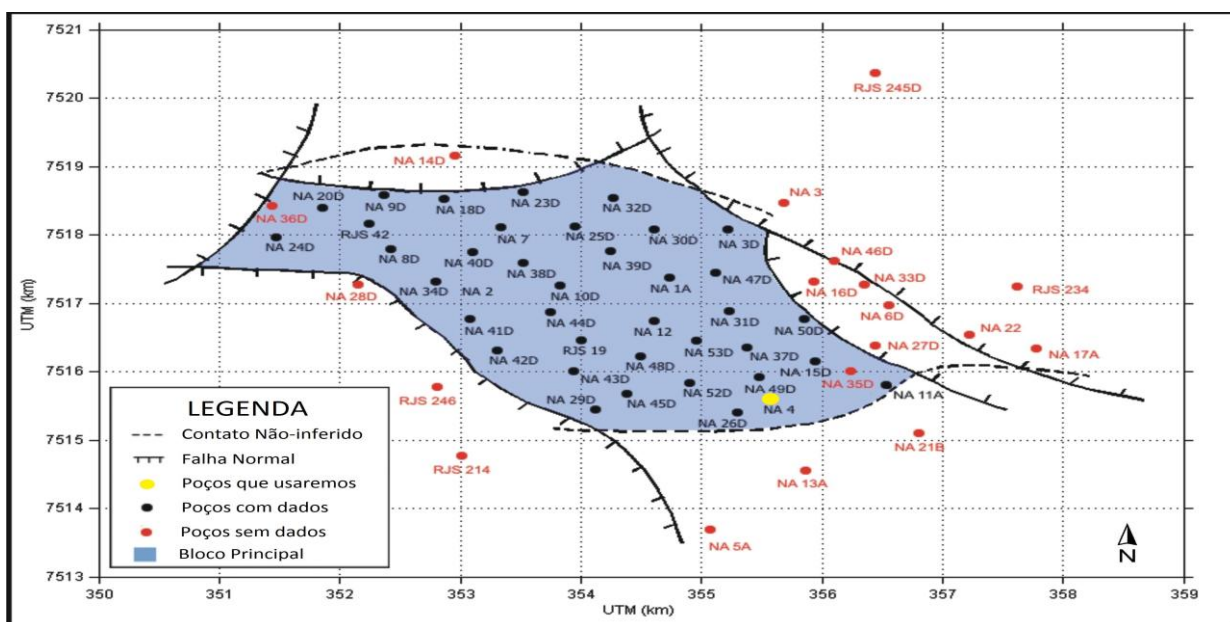 7521
7520
7519
7518
7517
7516
7515
7514
7513
UTM (km)
350
351
352
353
354
355
356
357
358
359
UTM (km)
RJS 245D
NA 14D
NA 3
NA 20D
NA 9D
NA 18D
NA 23D
NA 32D
NA 36D
RJS 42
NA 7
NA 25D
NA 30D
NA 3D
NA 46D
NA 24D
NA 8D
NA 40D
NA 38D
NA 39D
NA 47D
NA 33D
RJS 234
NA 28D
NA 34D
NA 2
NA 10D
NA 1A
NA 16D
NA 6D
NA 41D
NA 44D
NA 12
NA 31D
NA 50D
NA 22
NA 42D
RJS 19
NA 48D
NA 53D
NA 37D
NA 27D
NA 17A
NA 15D
NA 35D
RJS 246
NA 43D
NA 29D
NA 45D
NA 52D
NA 49D
NA 4
NA 11A
NA 26D
NA 21B
RJS 214
NA 13A
NA 5A
N
LEGENDA
Contato Não-inferido
Falha Normal
Poços que usaremos
Poços com dados
Poços sem dados
Bloco Principal